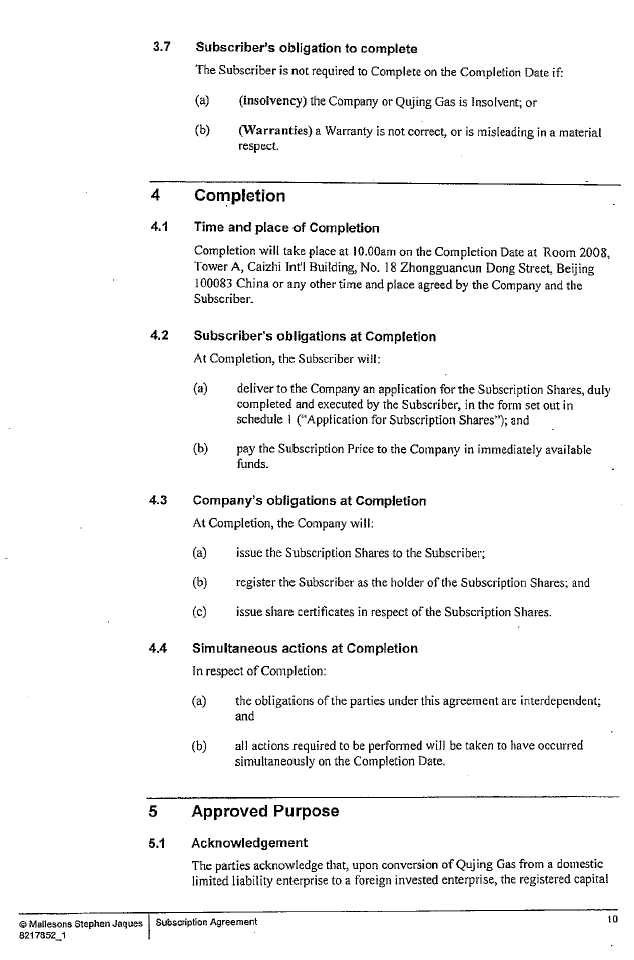 3.7 Subscriber's obligation to complete
The Subscriber is not required to Complete on the Completion Date if:
(a) (insolvency) the Company or Qujing Gas is Insolvent; or
(b) (Warranties) a Warranty is not correct, or is misleading in a material
respect.
4 Completion
4.1 Time and place of Completion
Completion will take place at 10.00am on the Completion Date at Room 2008,
Tower A, Caizhi Int'l Building, No. 18 Zhongguancun Dong Street, Beijing
100083 China or any other time and place agreed by the Company and the
Subscriber.
4.2 Subscriber's obligations at Completion
At Completion, the Subscriber will:
(a) deliver to the Company an application for the Subscription Shares, duly
completed and executed by the Subscriber, in the form set out in
schedule 1 ("Application for Subscription Shares"); and
(b) pay the Subscription Price to the Company in immediately available
funds.
4.3 Company's obligations at Completion
At Completion, the Company will:
(a) issue the Subscription Shares to the Subscriber;
(b) register the Subscriber as the holder of the Subscription Shares; and
(c) issue share certificates in respect of the Subscription Shares.
4.4 Simultaneous actions at Completion
In respect of Completion:
(a) the obligations of the parties under this agreement are interdependent;
and
(b) all actions required to be performed will be taken to have occurred
simultaneously on the Completion Date.
5 Approved Purpose
5.1 Acknowledgement
The parties acknowledge that, upon conversion of Qujing Gas from a domestic
limited liability enterprise to a foreign invested enterprise, the registered capital
© Mallesons Stephen Jaques Subscription Agreement 10
8217852_1